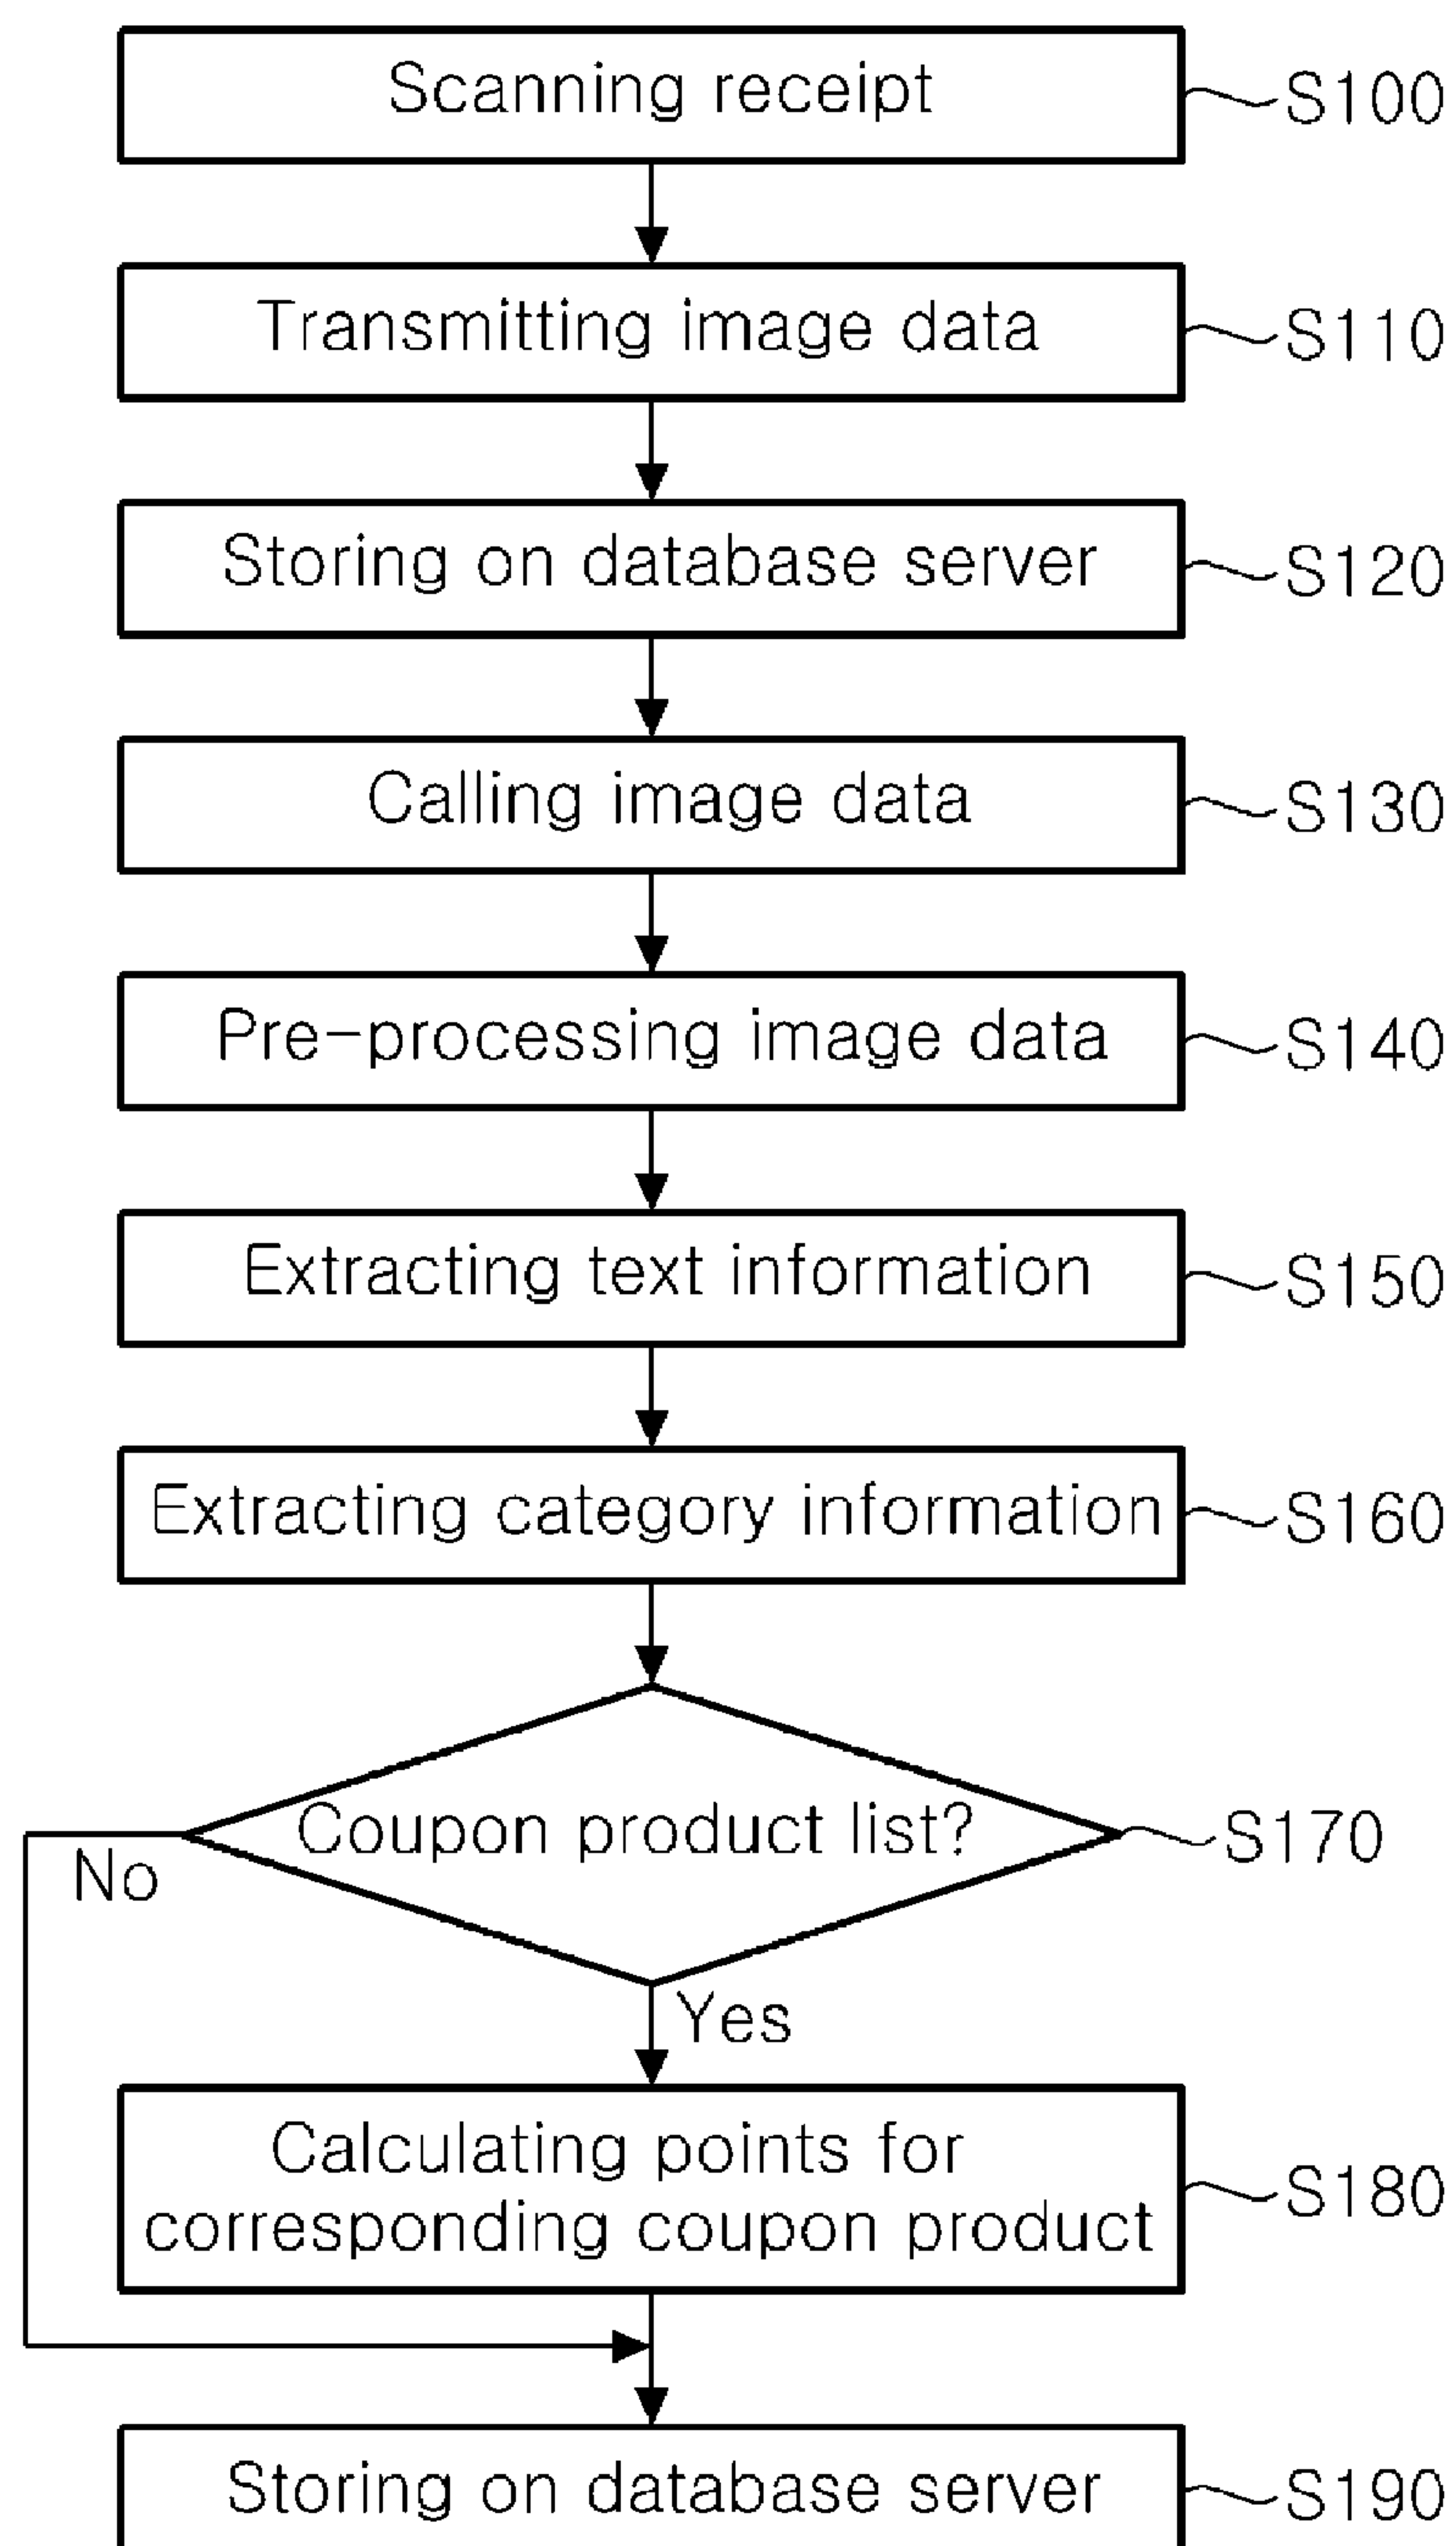 Scanning receipt
S100
Transmitting image data
S110
Storing on database server
S120
Calling image data
S130
Pre-processing image data
S140
Extracting text information
S150
Extracting category information
S160
Coupon product list?
S170
No
Yes
Calculating points for
corresponding coupon product
S180
Storing on database server
S190